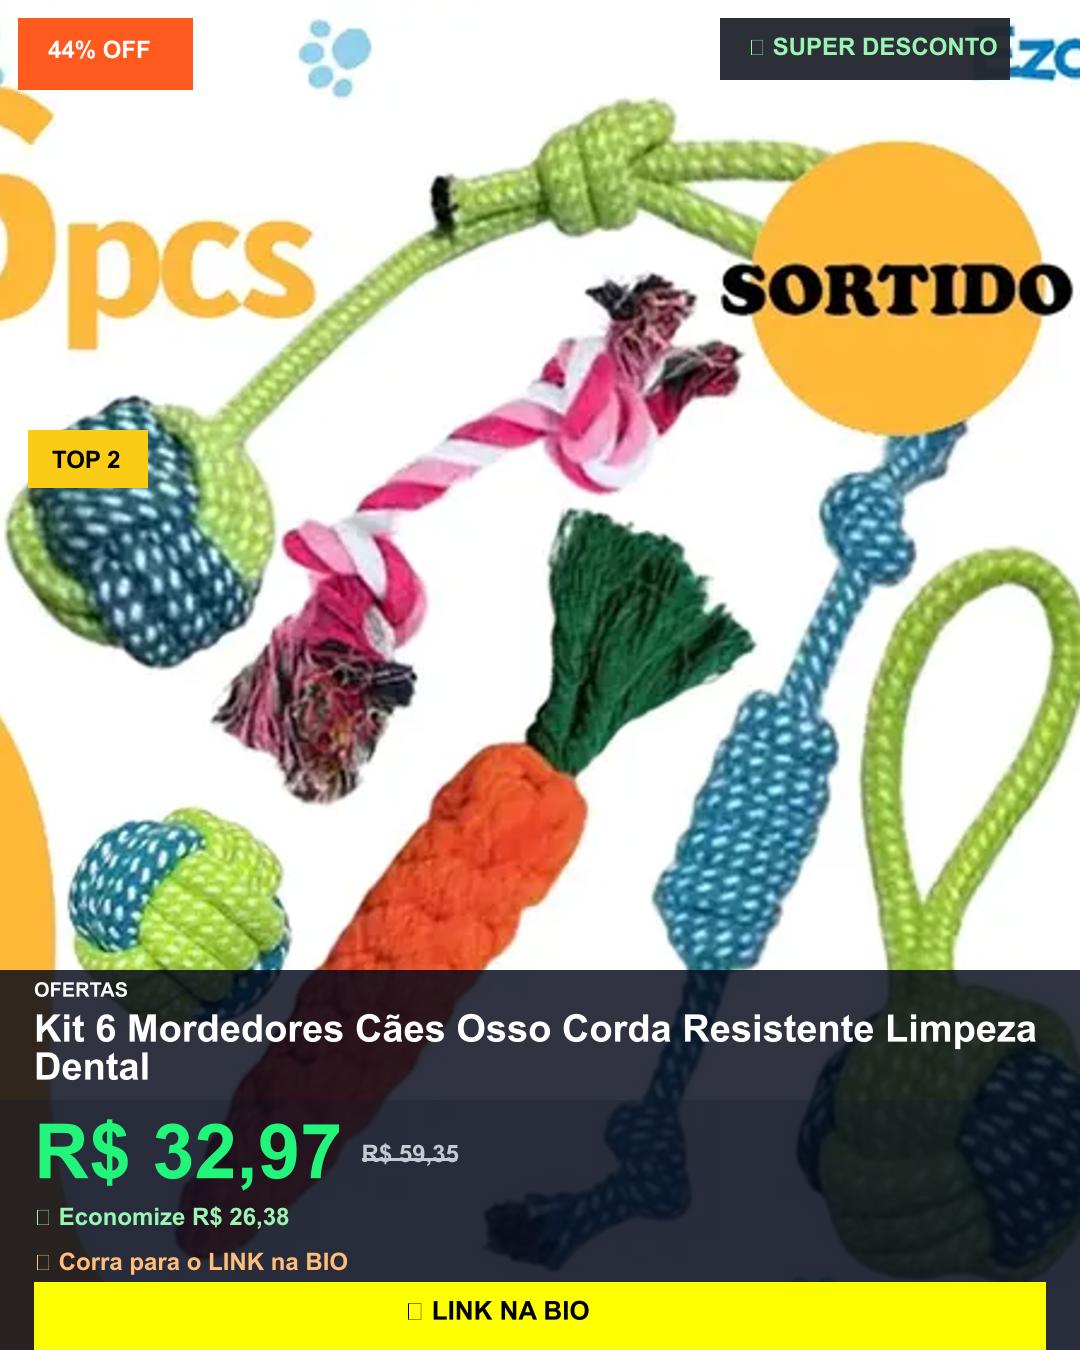 44% OFF
SUPER DESCONTO
6pcs
SORTIDO
TOP 2
OFERTAS
Kit 6 Mordedores Cães Osso Corda Resistente Limpeza
Dental
R$ 32,97
R$ 59,35
Economize R$ 26,38
Corra para o LINK na BIO
LINK NA BIO